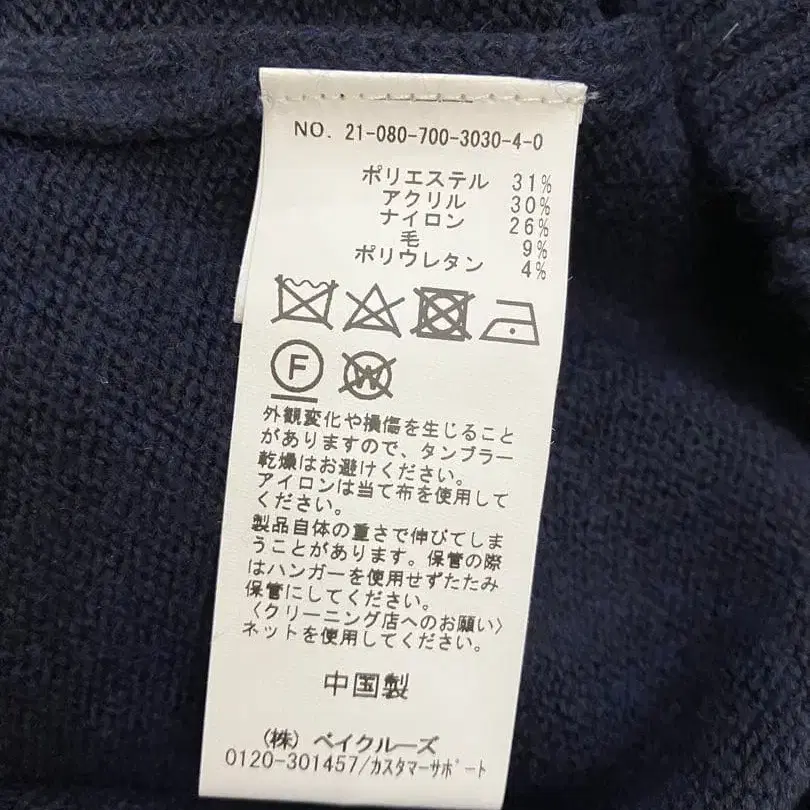 NO. 21-080-700-3030-4-0
ポリエステル 31%
アクリル 30%
ナイロン 26%
毛 9%
ポリウレタン 4%
F W
外観変化や損傷を生じること
がありますので、タンブラー
乾燥はお避けください。
アイロンは当て布を使用して
ください。
製品自体の重さで伸びてしま
うことがあります。保管の際
はハンガーを使用せずたたみ
保管にしてください。
〈クリーニング店へのお願い〉
ネットを使用してください。
中国製
(株) ベイクルーズ
0120-301457/カスタマーサポート